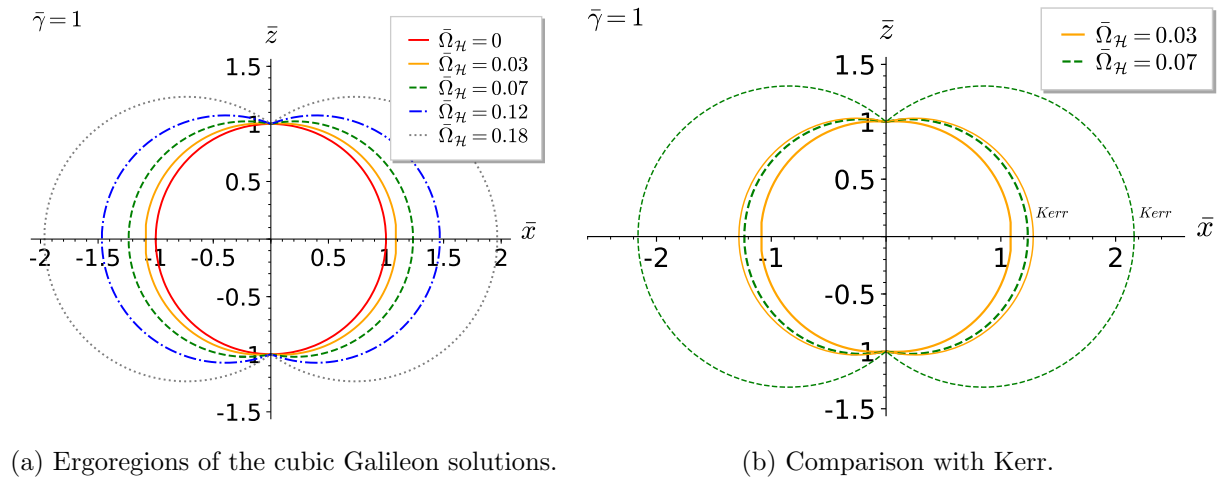 γ̄ = 1
z̄
Ω̄_ℋ = 0
Ω̄_ℋ = 0.03
Ω̄_ℋ = 0.07
Ω̄_ℋ = 0.12
Ω̄_ℋ = 0.18
1.5
1
0.5
-2 -1.5 -1 -0.5 0.5 1 1.5 2
x̄
-0.5
1
-1.5
(a) Ergoregions of the cubic Galileon solutions.
γ̄ = 1
z̄
Ω̄_ℋ = 0.03
Ω̄_ℋ = 0.07
1.5
1
0.5
Kerr Kerr
x̄
-2 -1 1 2
-0.5
1
-1.5
(b) Comparison with Kerr.